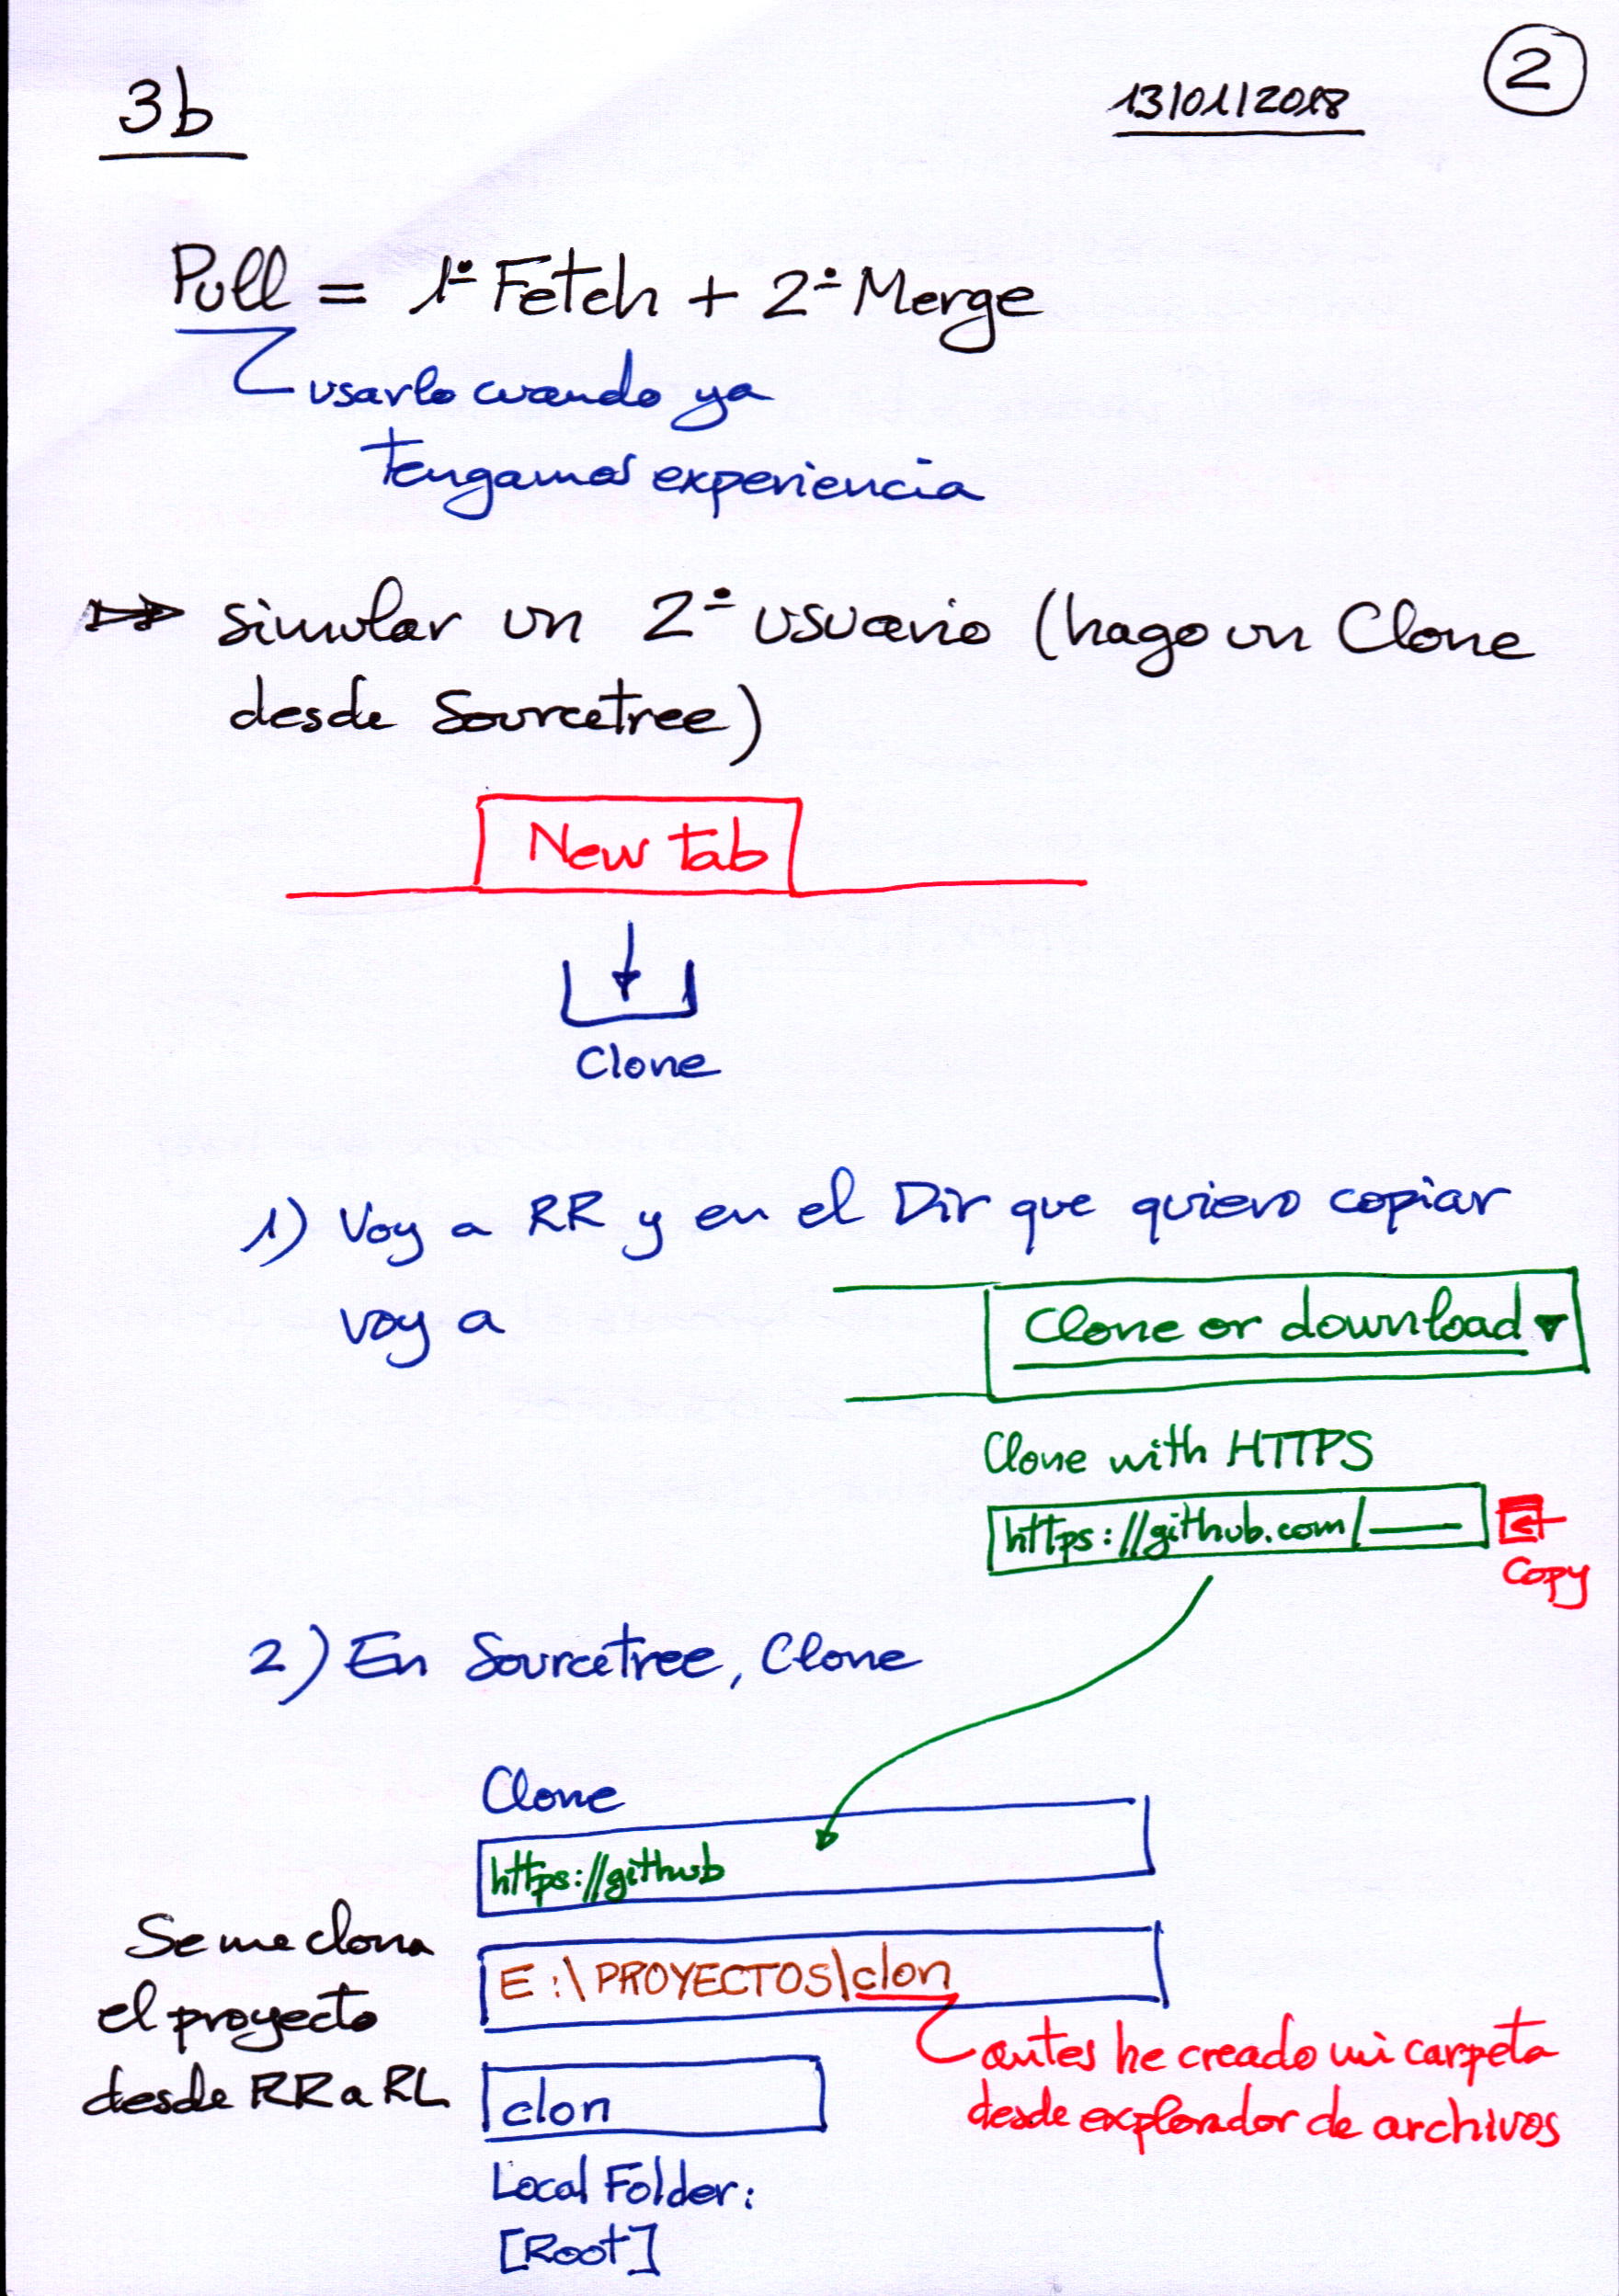 3b
13/01/2018
2
Pull = 1º Fetch + 2º Merge
usarlo cuando ya
tengamos experiencia
simular un 2º usuario (hago un Clone
desde Sourcetree)
New tab
Clone
1) Voy a RR y en el Dir que quiero copiar
voy a
Clone or download ▾
Clone with HTTPS
https://github.com/
Copy
2) En Sourcetree, Clone
Clone
https://github
Se me clona
el proyecto
desde RR a RL
E:\PROYECTOS\clon
antes he creado mi carpeta
desde explorador de archivos
clon
Local Folder:
[Root]